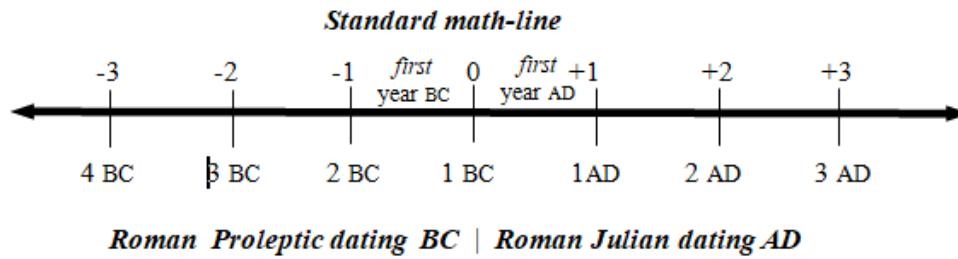 Standard math-line
-3 -2 -1 first year BC 0 first year AD +1 +2 +3
4 BC 3 BC 2 BC 1 BC 1AD 2 AD 3 AD
Roman Proleptic dating BC | Roman Julian dating AD